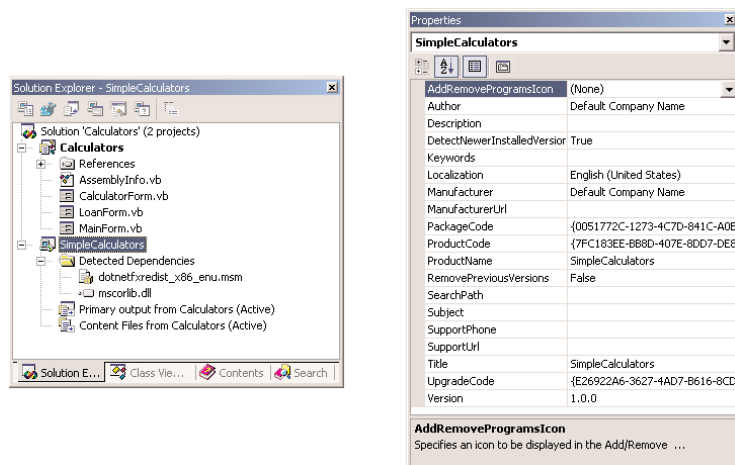 Solution Explorer - SimpleCalculators
Solution 'Calculators' (2 projects)
Calculators
References
AssemblyInfo.vb
CalculatorForm.vb
LoanForm.vb
MainForm.vb
SimpleCalculators
Detected Dependencies
dotnetfxredist_x86_enu.msm
mscorlib.dll
Primary output from Calculators (Active)
Content Files from Calculators (Active)
Solution E... Class Vie... Contents Search
Properties
SimpleCalculators
AddRemoveProgramsIcon (None)
Author Default Company Name
Description
DetectNewerInstalledVersion True
Keywords
Localization English (United States)
Manufacturer Default Company Name
ManufacturerUrl
PackageCode {0051772C-1273-4C7D-841C-A0E
ProductCode {7FC183EE-BB8D-407E-8DD7-DE8
ProductName SimpleCalculators
RemovePreviousVersions False
SearchPath
Subject
SupportPhone
SupportUrl
Title SimpleCalculators
UpgradeCode {E26922A6-3627-4AD7-B616-8CD
Version 1.0.0
AddRemoveProgramsIcon
Specifies an icon to be displayed in the Add/Remove ...